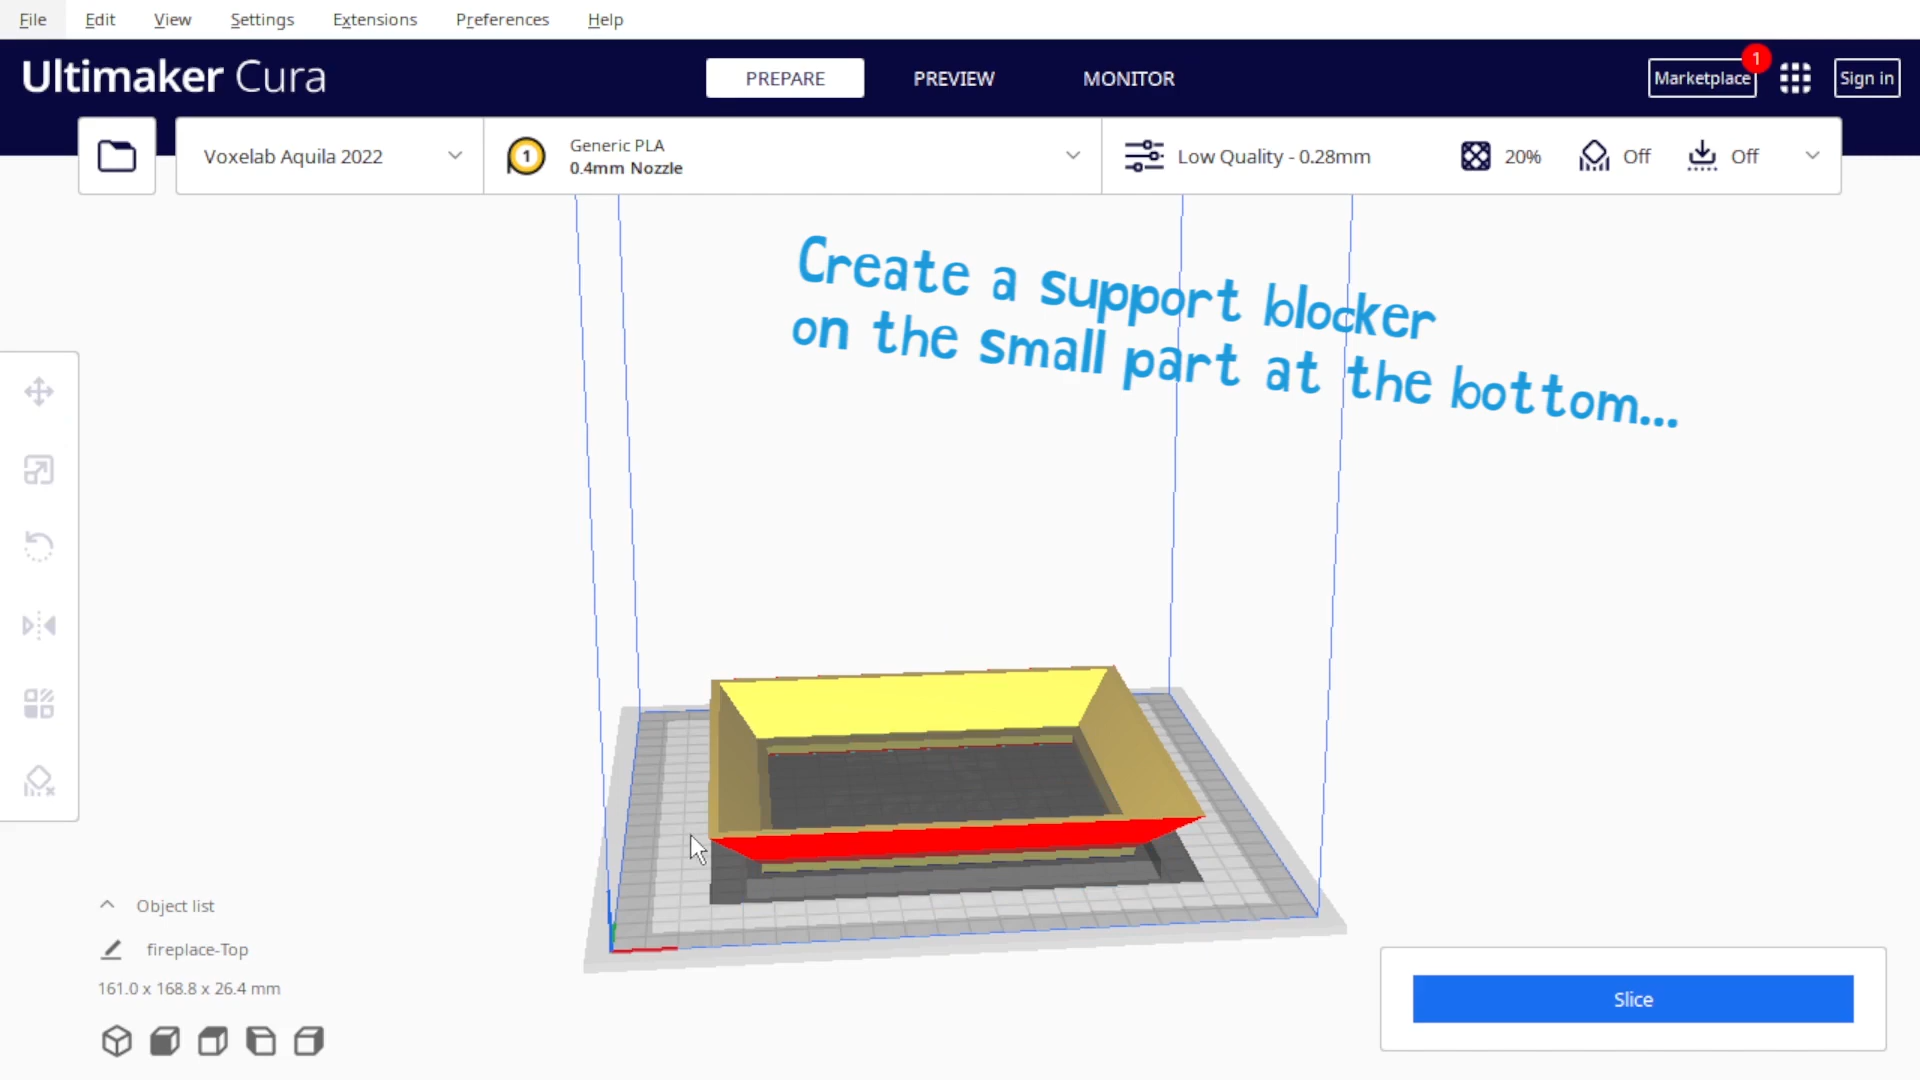 File Edit View Settings Extensions Preferences Help
Ultimaker Cura PREPARE PREVIEW MONITOR Marketplace 1 Sign in
Voxelab Aquila 2022 1 Generic PLA
0.4mm Nozzle
Low Quality - 0.28mm 20% Off Off
Create a support blocker
on the small part at the bottom...
Object list
fireplace-Top
161.0 x 168.8 x 26.4 mm
Slice